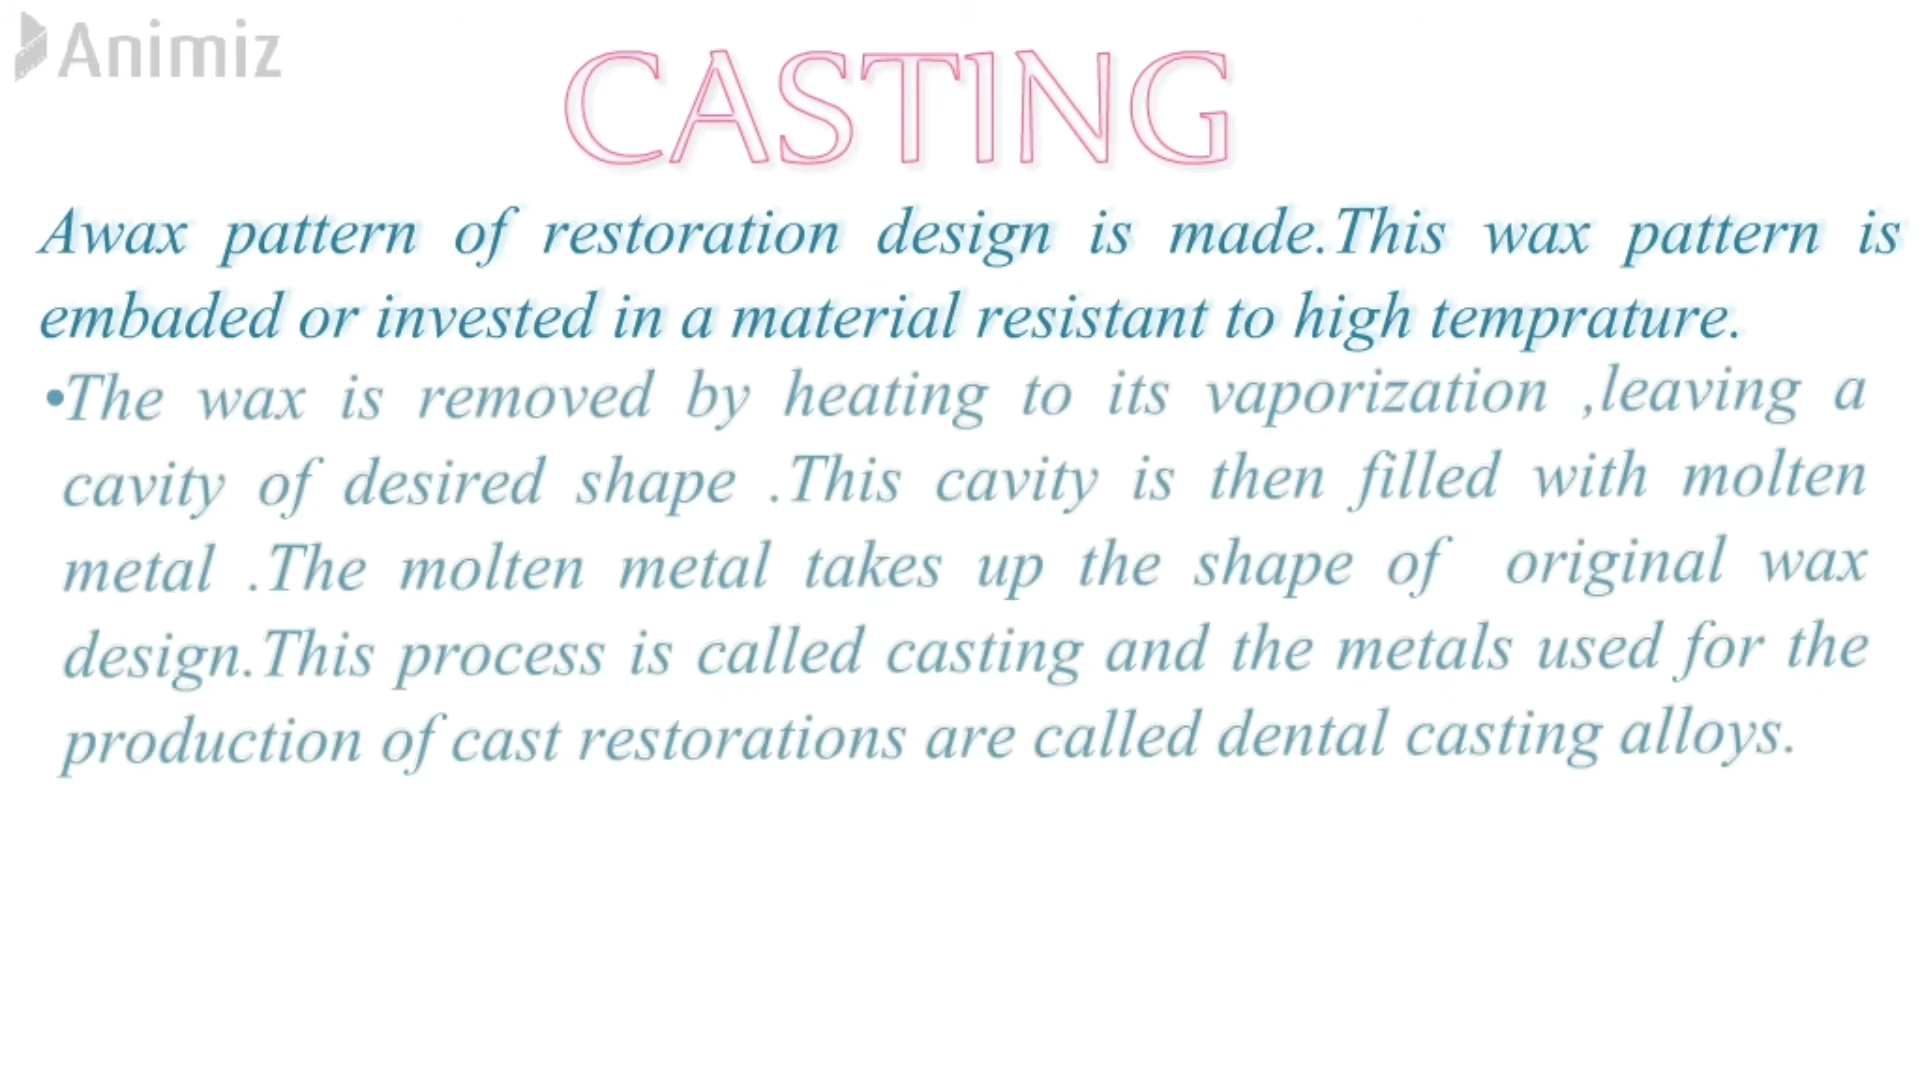 Animiz
CASTING
Awax pattern of restoration design is made.This wax pattern is
embaded or invested in a material resistant to high temprature.
•The wax is removed by heating to its vaporization ,leaving a
cavity of desired shape .This cavity is then filled with molten
metal .The molten metal takes up the shape of original wax
design.This process is called casting and the metals used for the
production of cast restorations are called dental casting alloys.